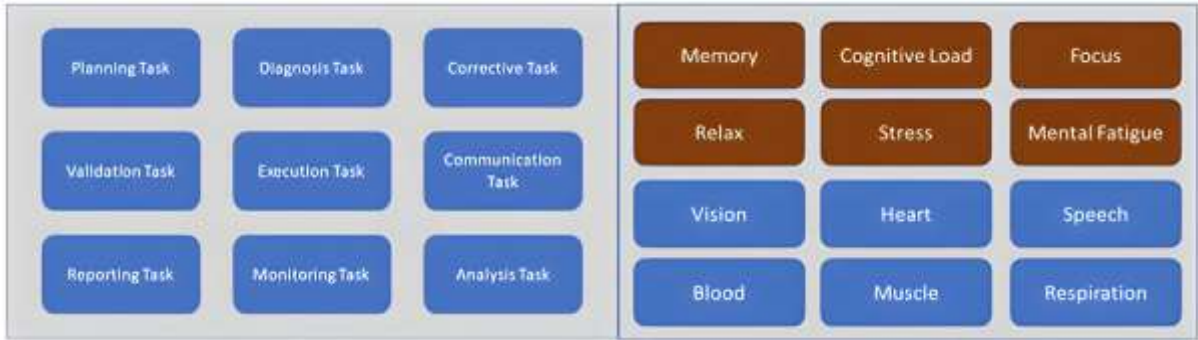 Planning Task
Diagnosis Task
Corrective Task
Validation Task
Execution Task
Communication
Task
Reporting Task
Monitoring Task
Analysis Task
Memory
Cognitive Load
Focus
Relax
Stress
Mental Fatigue
Vision
Heart
Speech
Blood
Muscle
Respiration